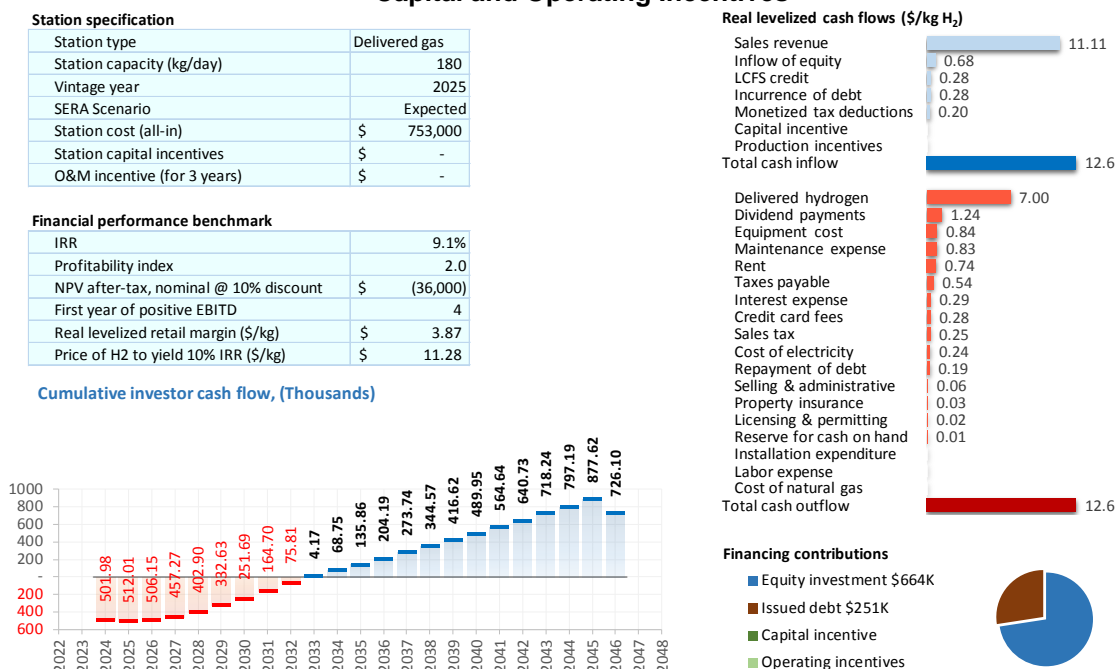 Capital and Operating Incentives
Station specification
Station type Delivered gas
Station capacity (kg/day) 180
Vintage year 2025
SERA Scenario Expected
Station cost (all-in) $ 753,000
Station capital incentives $ -
O&M incentive (for 3 years) $ -
Financial performance benchmark
IRR 9.1%
Profitability index 2.0
NPV after-tax, nominal @ 10% discount $ (36,000)
First year of positive EBITD 4
Real levelized retail margin ($/kg) $ 3.87
Price of H2 to yield 10% IRR ($/kg) $ 11.28
Cumulative investor cash flow, (Thousands)
1000
800
600
400
200
-
200
400
600
501.98 512.01 506.15 457.27 402.90 332.63 251.69 164.70 75.81 4.17 68.75 135.86 204.19 273.74 344.57 416.62 489.95 564.64 640.73 718.24 797.19 877.62 726.10
2022 2023 2024 2025 2026 2027 2028 2029 2030 2031 2032 2033 2034 2035 2036 2037 2038 2039 2040 2041 2042 2043 2044 2045 2046 2047 2048
Real levelized cash flows ($/kg H₂)
Sales revenue 11.11
Inflow of equity 0.68
LCFS credit 0.28
Incurrence of debt 0.28
Monetized tax deductions 0.20
Capital incentive
Production incentives
Total cash inflow 12.6
Delivered hydrogen 7.00
Dividend payments 1.24
Equipment cost 0.84
Maintenance expense 0.83
Rent 0.74
Taxes payable 0.54
Interest expense 0.29
Credit card fees 0.28
Sales tax 0.25
Cost of electricity 0.24
Repayment of debt 0.19
Selling & administrative 0.06
Property insurance 0.03
Licensing & permitting 0.02
Reserve for cash on hand 0.01
Installation expenditure
Labor expense
Cost of natural gas
Total cash outflow 12.6
Financing contributions
Equity investment $664K
Issued debt $251K
Capital incentive
Operating incentives